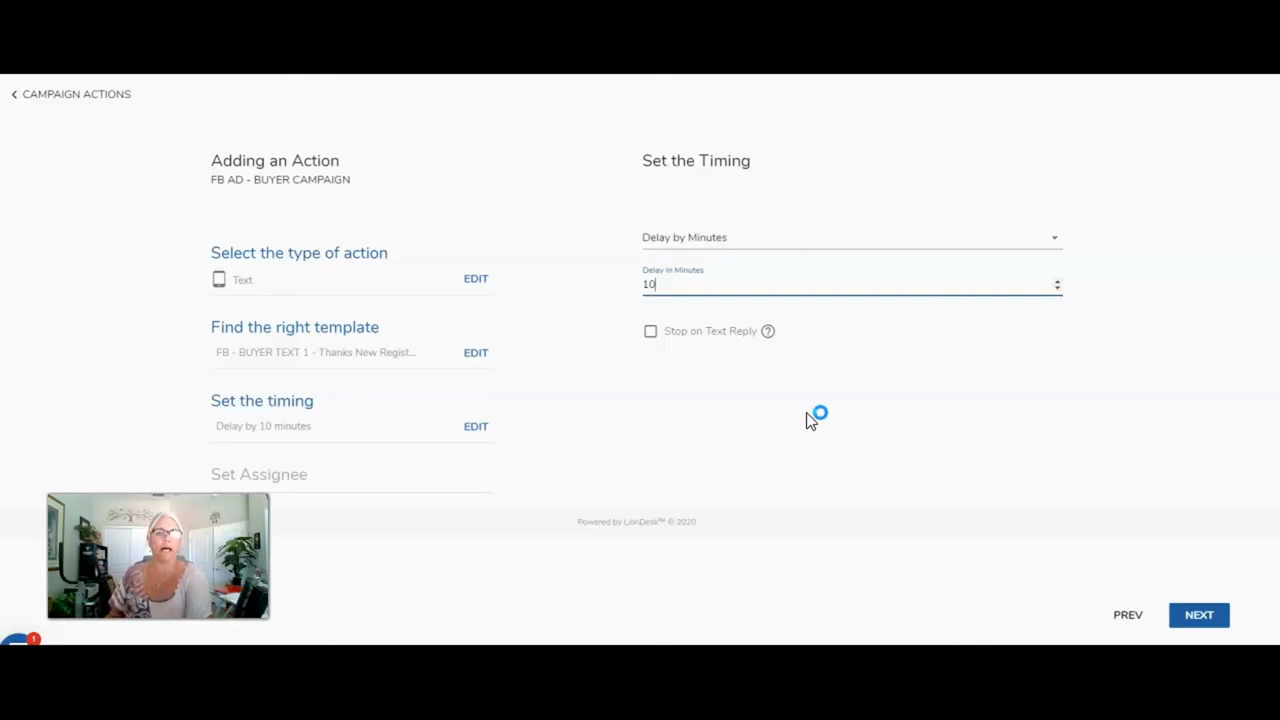 CAMPAIGN ACTIONS
Adding an Action
FB AD - BUYER CAMPAIGN
Select the type of action
Text
EDIT
Find the right template
FB - BUYER TEXT 1 - Thanks New Regist...
EDIT
Set the timing
Delay by 10 minutes
EDIT
Set Assignee
Set the Timing
Delay by Minutes
Delay in Minutes
10
Stop on Text Reply ?
Powered by LionDesk™ © 2020
1
PREV
NEXT